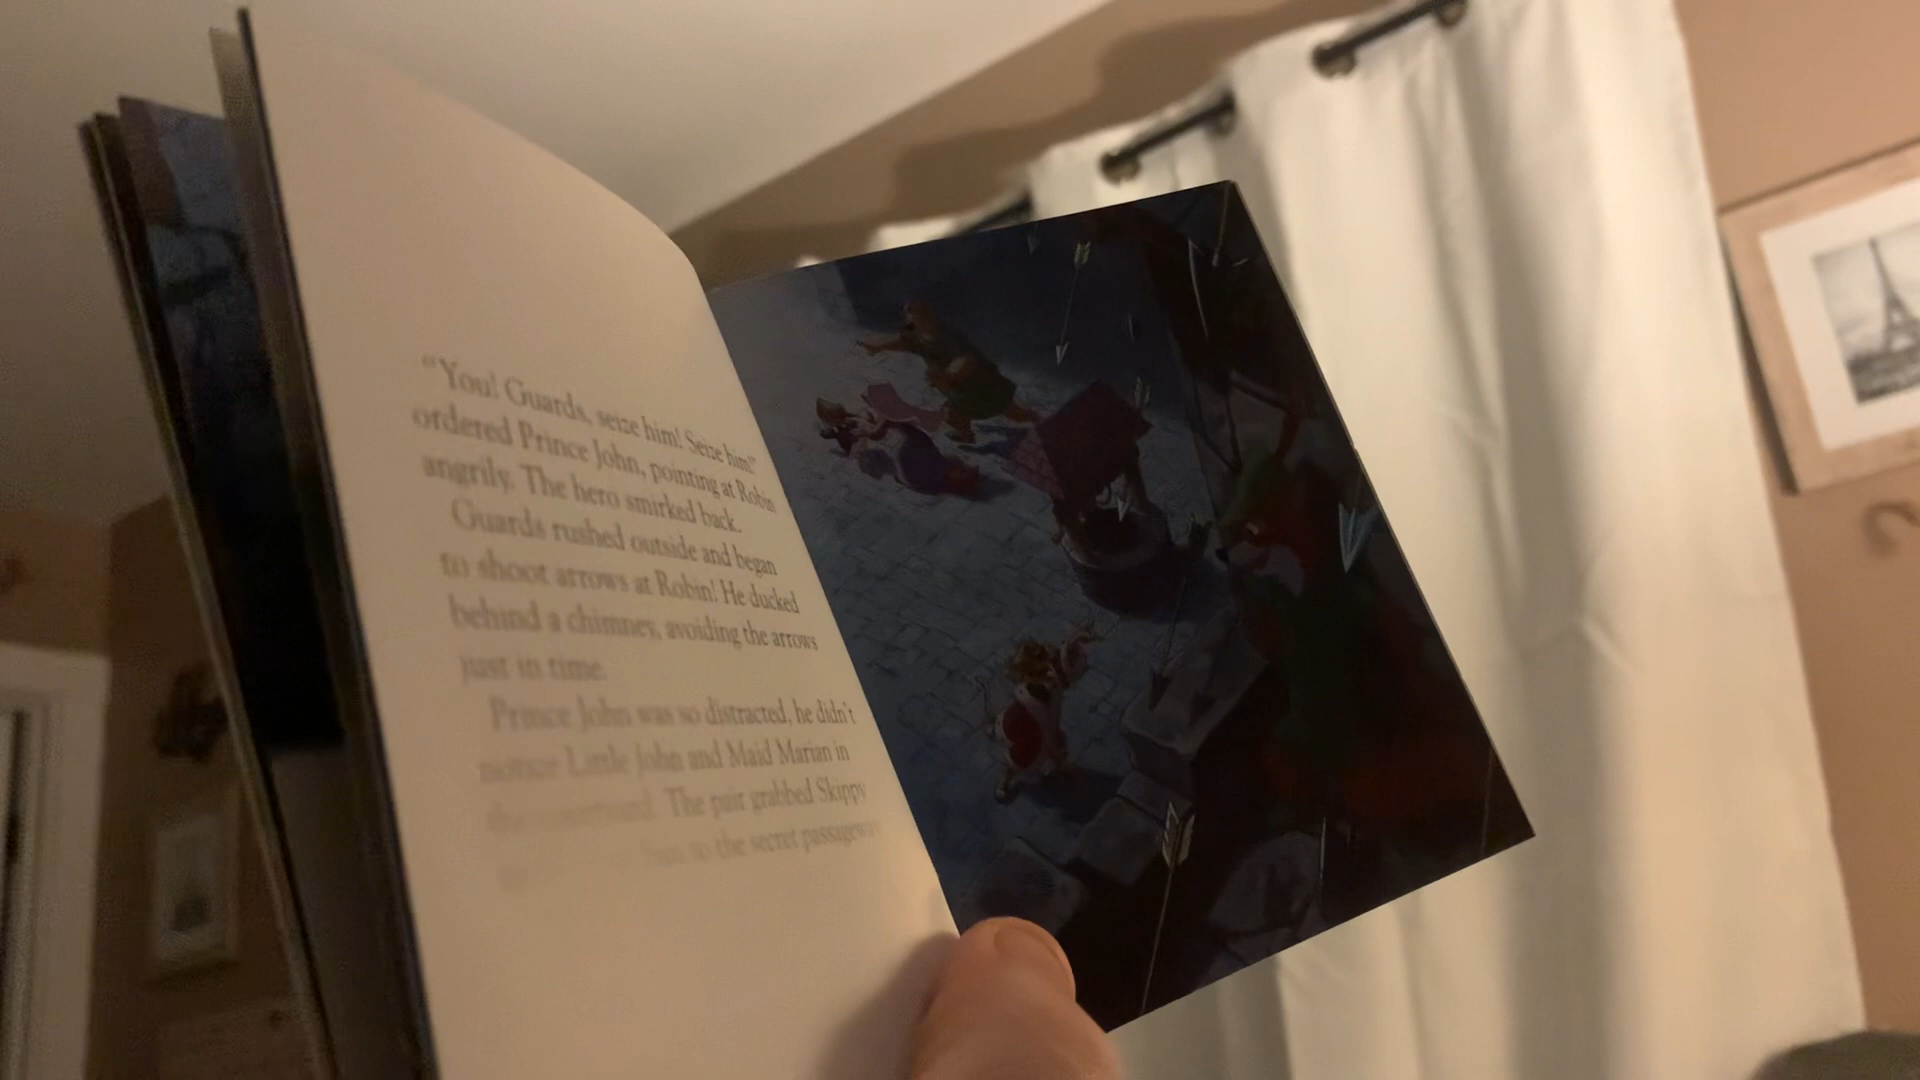 “You! Guards, seize him! Seize him!”
ordered Prince John, pointing at Robin
angrily. The hero smirked back.
Guards rushed outside and began
to shoot arrows at Robin! He ducked
behind a chimney, avoiding the arrows
just in time.
Prince John was so distracted, he didn’t
notice Little John and Maid Marian in
the courtyard. The pair grabbed Skippy
him to the secret passageway